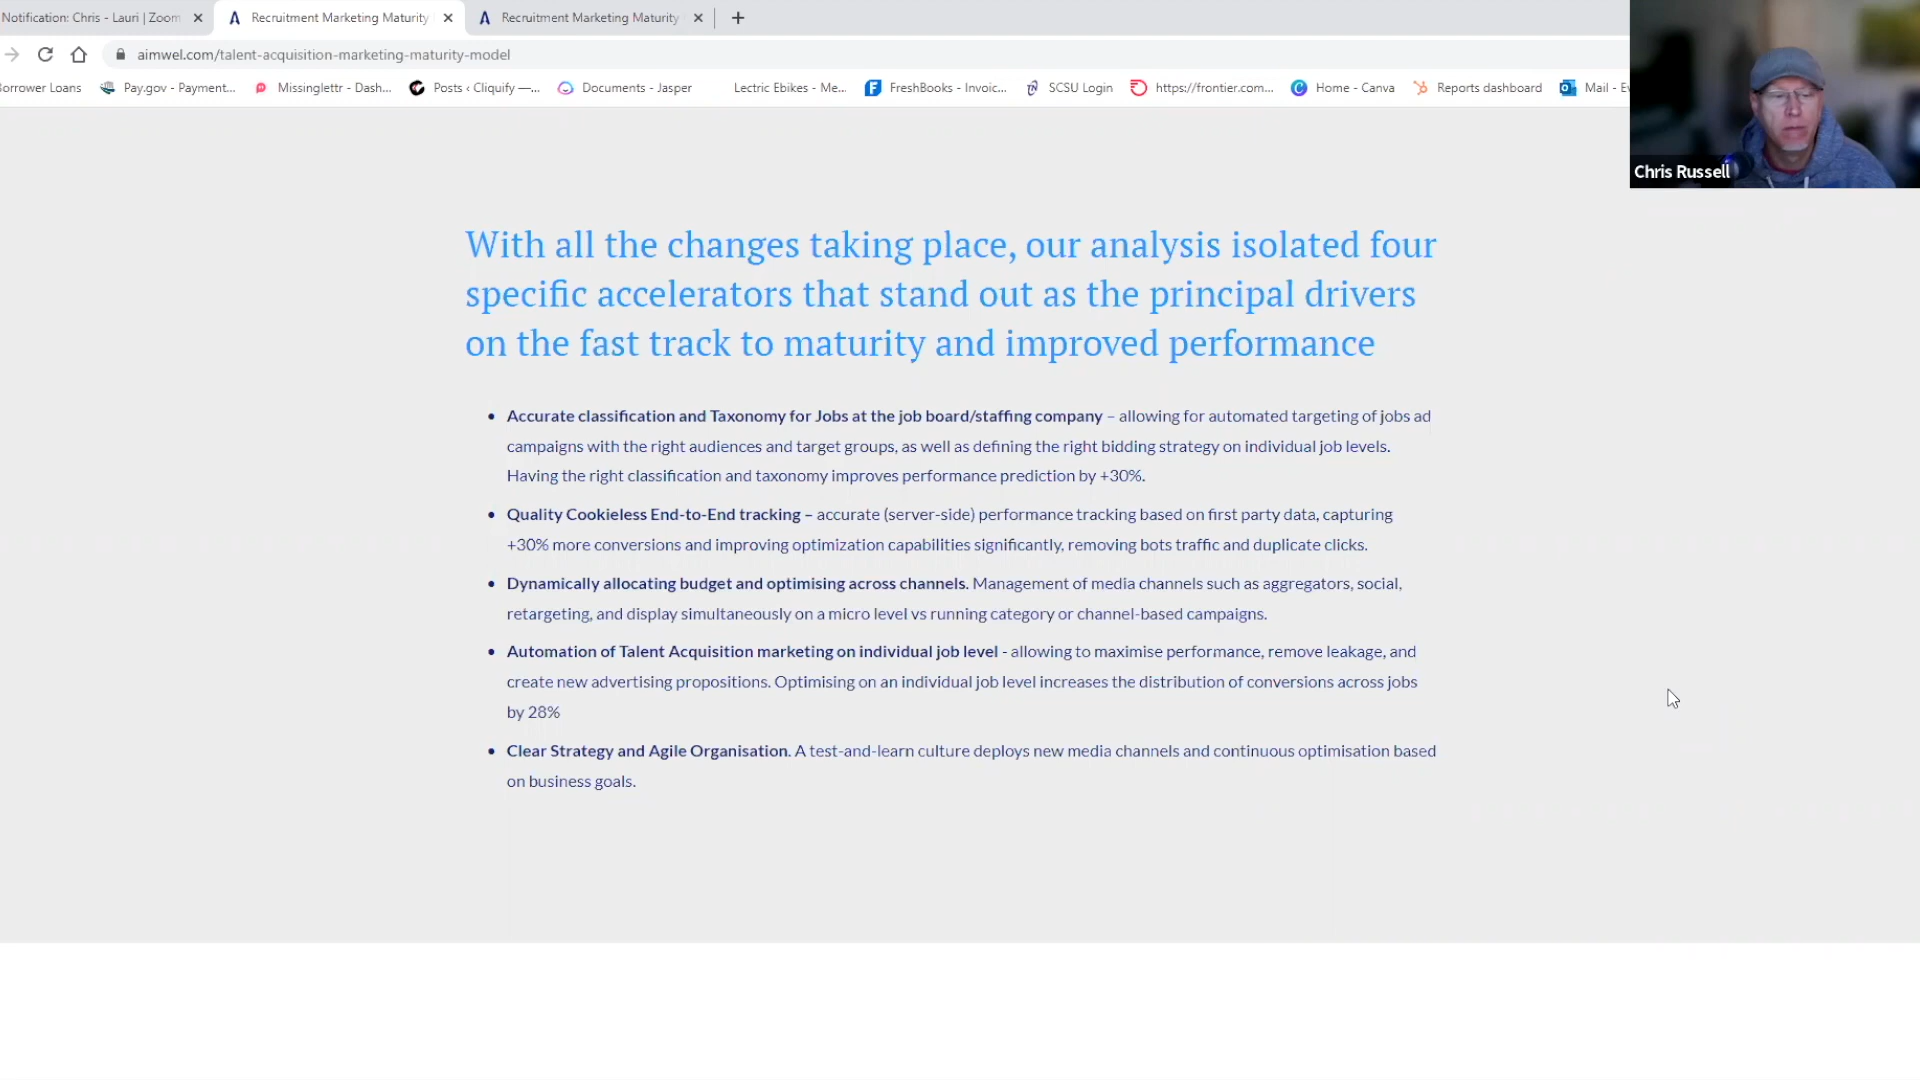 Notification: Chris - Lauri | Zoom
Recruitment Marketing Maturity
Recruitment Marketing Maturity
aimwel.com/talent-acquisition-marketing-maturity-model
orrower Loans
Pay.gov - Payment...
Missinglettr - Dash...
Posts ‹ Cliquify —...
Documents - Jasper
Lectric Ebikes - Me...
FreshBooks - Invoic...
SCSU Login
https://frontier.com...
Home - Canva
Reports dashboard
Mail - Ev
Chris Russell
With all the changes taking place, our analysis isolated four
specific accelerators that stand out as the principal drivers
on the fast track to maturity and improved performance
• Accurate classification and Taxonomy for Jobs at the job board/staffing company – allowing for automated targeting of jobs ad
campaigns with the right audiences and target groups, as well as defining the right bidding strategy on individual job levels.
Having the right classification and taxonomy improves performance prediction by +30%.
• Quality Cookieless End-to-End tracking – accurate (server-side) performance tracking based on first party data, capturing
+30% more conversions and improving optimization capabilities significantly, removing bots traffic and duplicate clicks.
• Dynamically allocating budget and optimising across channels. Management of media channels such as aggregators, social,
retargeting, and display simultaneously on a micro level vs running category or channel-based campaigns.
• Automation of Talent Acquisition marketing on individual job level - allowing to maximise performance, remove leakage, and
create new advertising propositions. Optimising on an individual job level increases the distribution of conversions across jobs
by 28%
• Clear Strategy and Agile Organisation. A test-and-learn culture deploys new media channels and continuous optimisation based
on business goals.